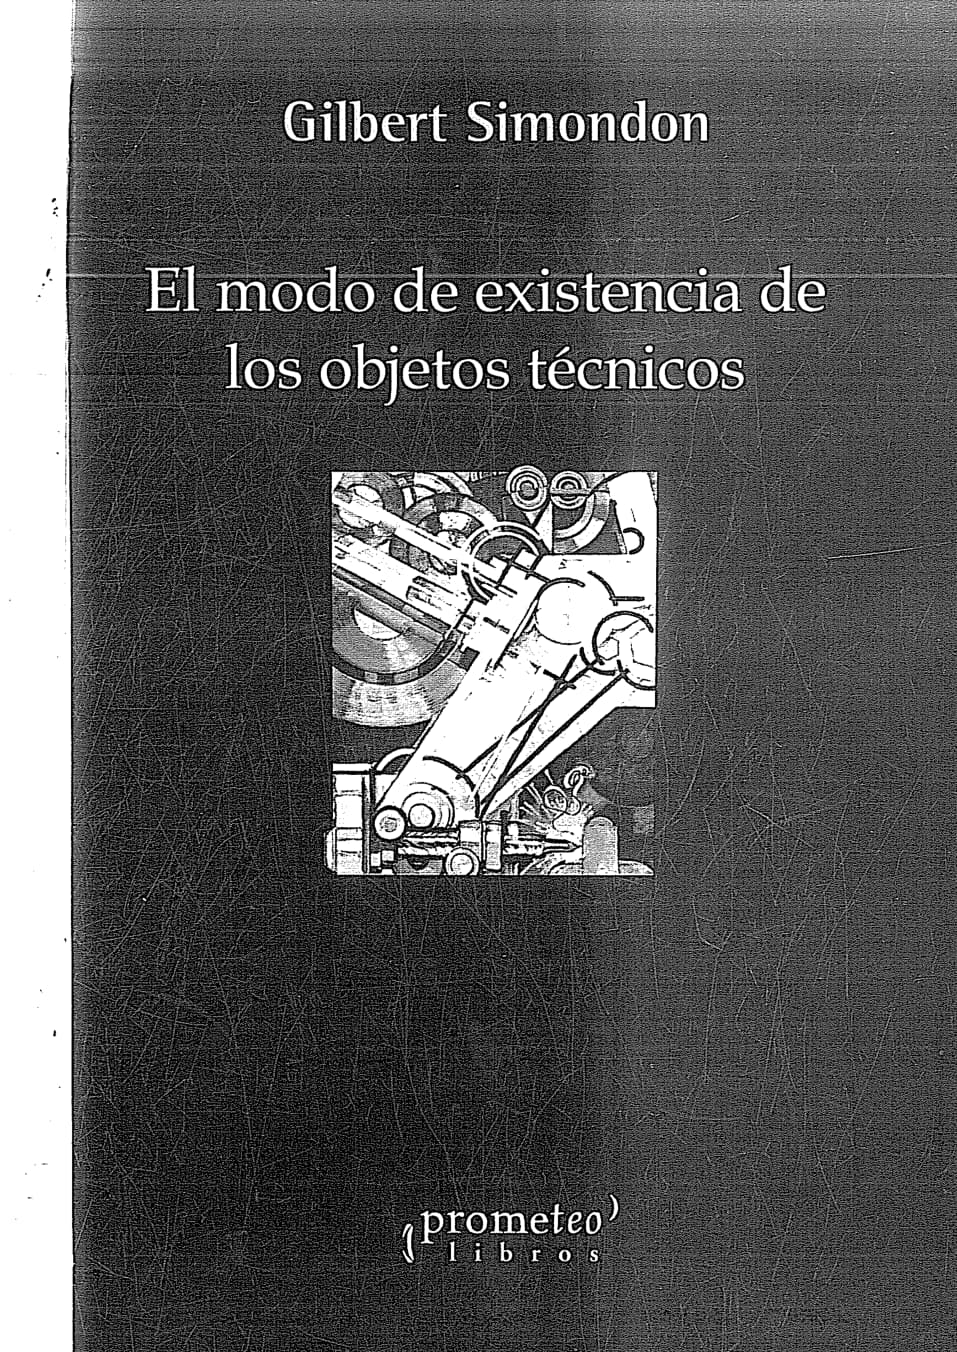 Gilbert Simondon
El modo de existencia de
los objetos técnicos
prometeo
libros